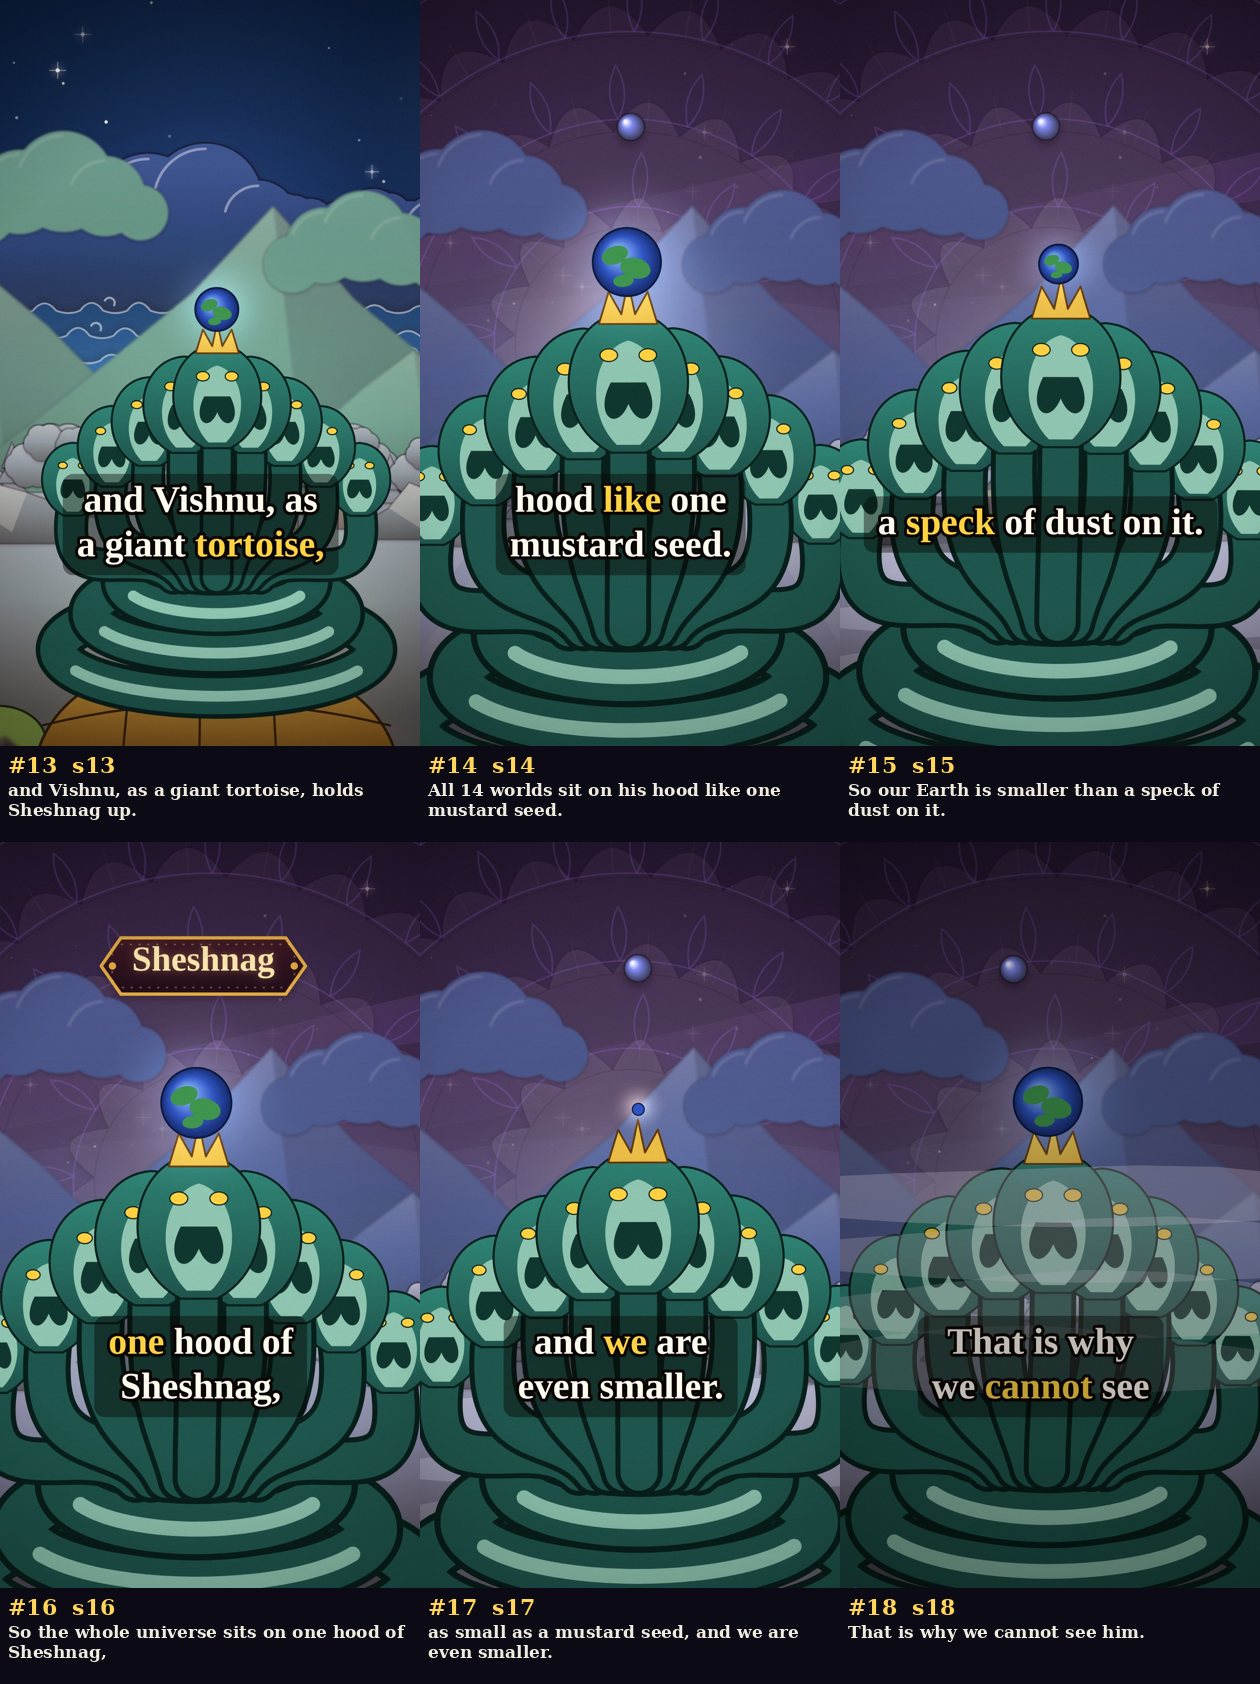 and Vishnu, as
a giant tortoise,
hood like one
mustard seed.
a speck of dust on it.
#13 s13
and Vishnu, as a giant tortoise, holds
Sheshnag up.
#14 s14
All 14 worlds sit on his hood like one
mustard seed.
#15 s15
So our Earth is smaller than a speck of
dust on it.
Sheshnag
one hood of
Sheshnag,
and we are
even smaller.
That is why
we cannot see
#16 s16
So the whole universe sits on one hood of
Sheshnag,
#17 s17
as small as a mustard seed, and we are
even smaller.
#18 s18
That is why we cannot see him.